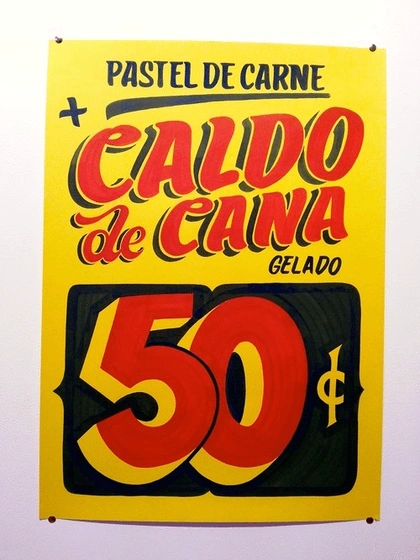 PASTEL DE CARNE
+ CALDO
de CANA
GELADO
50 ¢